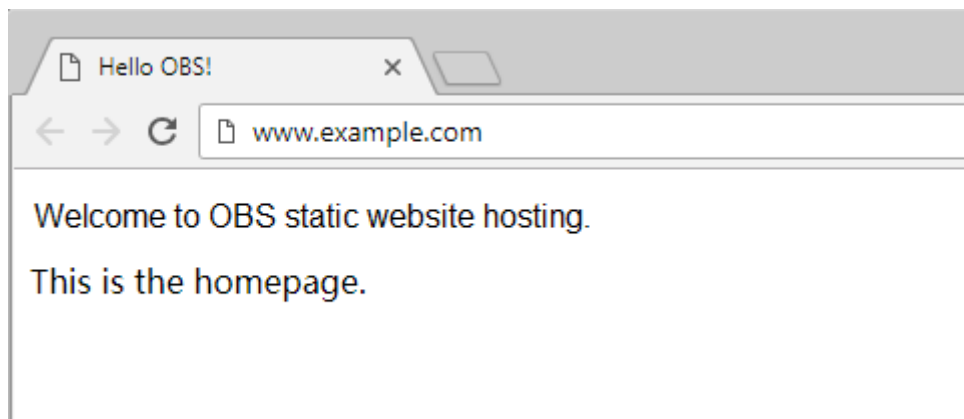 Hello OBS!
www.example.com
Welcome to OBS static website hosting.
This is the homepage.